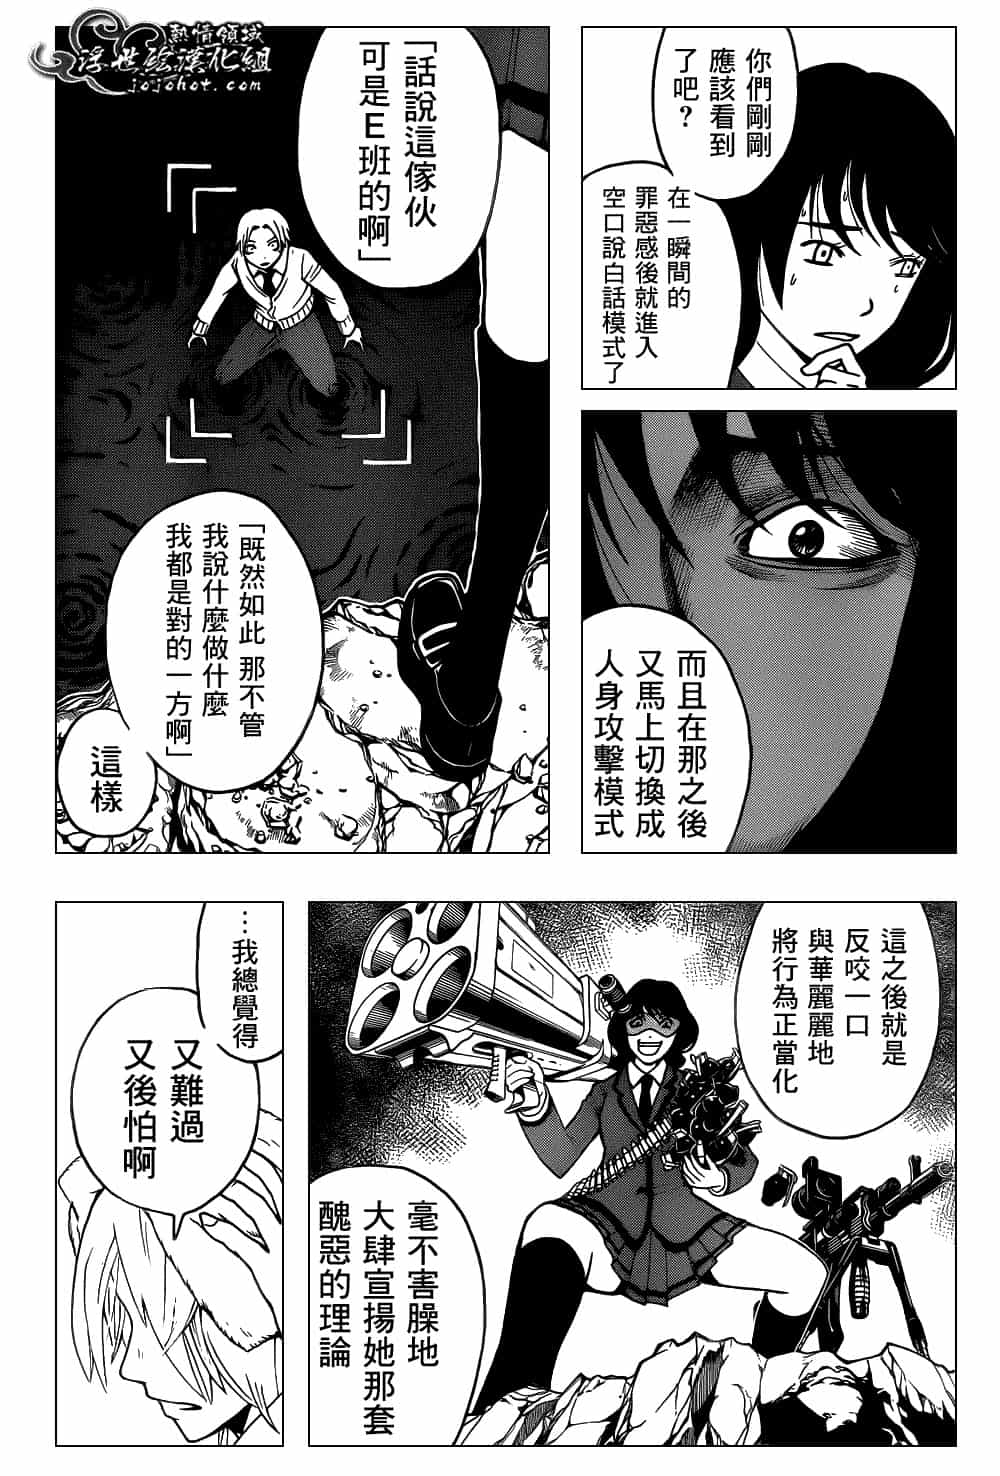 熱情領域
浮世絵漢化組
jojohot.com
你們剛剛
應該看到
了吧？
在一瞬間的
罪惡感後就進入
空口說白話模式了
而且在那之後
又馬上切換成
人身攻擊模式
「話說這傢伙
可是E班的啊」
「既然如此 那不管
我說什麼做什麼
我都是對的一方啊」
這樣
這之後就是
反咬一口
與華麗麗地
將行為正當化
毫不害臊地
大肆宣揚她那套
醜惡的理論
…我總覺得
又難過
又後怕啊